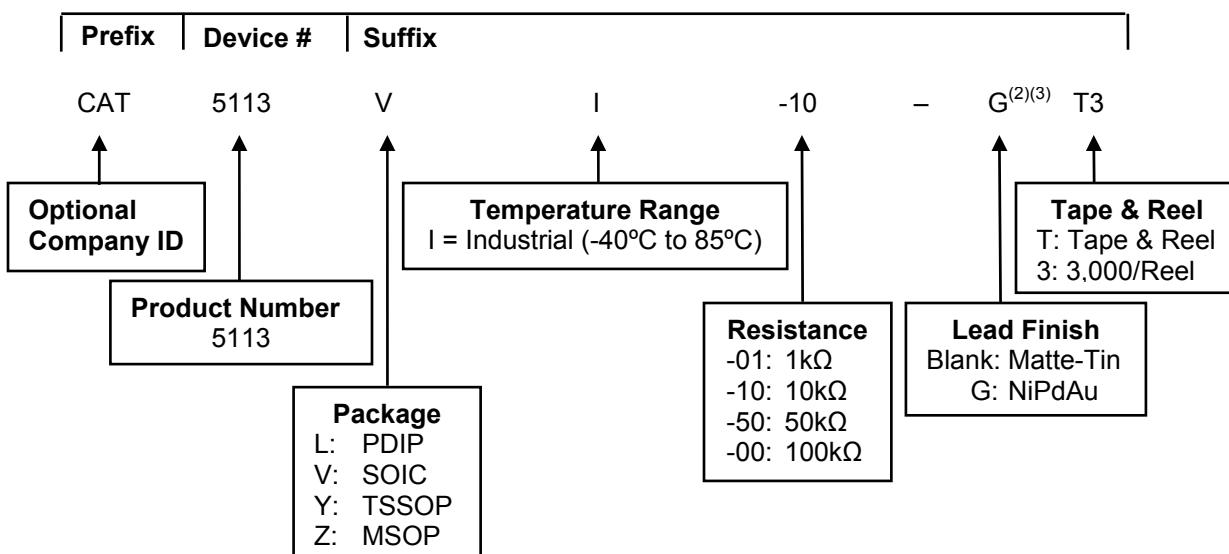 Prefix Device # Suffix
CAT 5113 V I -10 – G(2)(3) T3
Optional
Company ID
Product Number
5113
Package
L: PDIP
V: SOIC
Y: TSSOP
Z: MSOP
Temperature Range
I = Industrial (-40ºC to 85ºC)
Resistance
-01: 1kΩ
-10: 10kΩ
-50: 50kΩ
-00: 100kΩ
Lead Finish
Blank: Matte-Tin
G: NiPdAu
Tape & Reel
T: Tape & Reel
3: 3,000/Reel